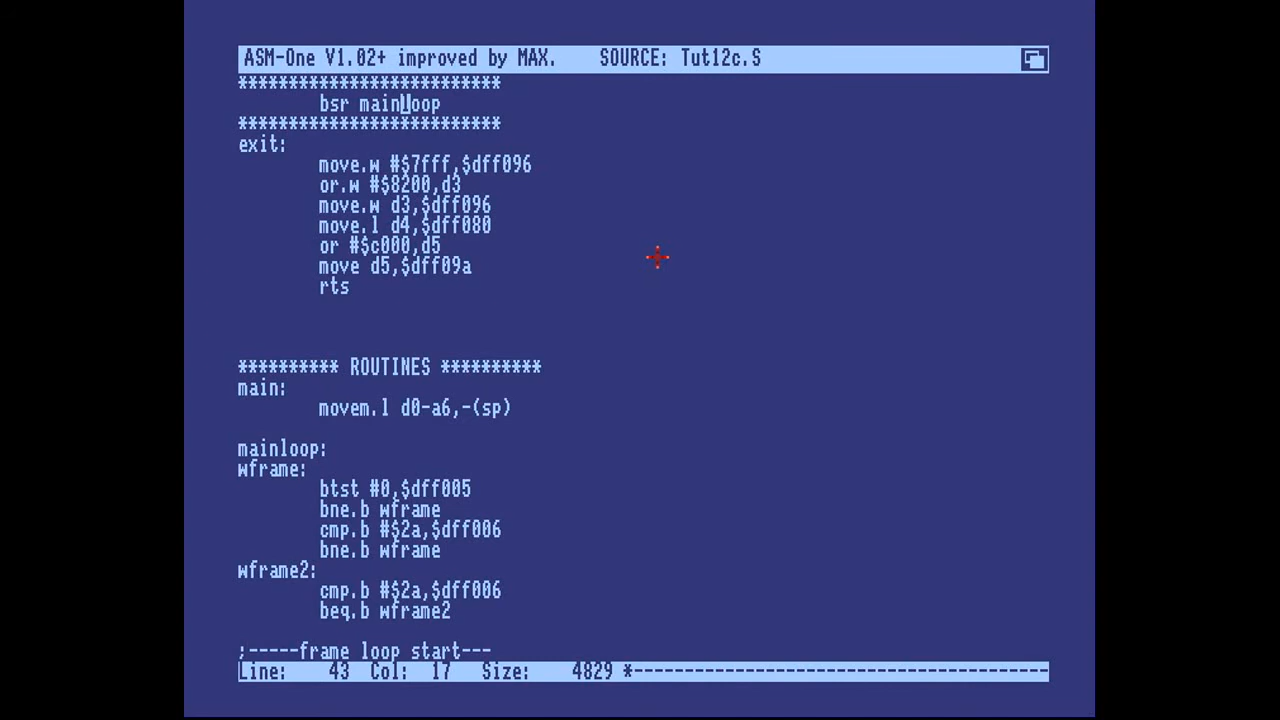 ASM-One V1.02+ improved by MAX.    SOURCE: Tut12c.S
**************************
        bsr mainloop
**************************
exit:
        move.w #$7fff,$dff096
        or.w #$8200,d3
        move.w d3,$dff096
        move.l d4,$dff080
        or #$c000,d5
        move d5,$dff09a
        rts
********** ROUTINES **********
main:
        movem.l d0-a6,-(sp)
mainloop:
wframe:
        btst #0,$dff005
        bne.b wframe
        cmp.b #$2a,$dff006
        bne.b wframe
wframe2:
        cmp.b #$2a,$dff006
        beq.b wframe2
;-----frame loop start---
Line:    43 Col:  17   Size:    4829 *-----------------------------------------